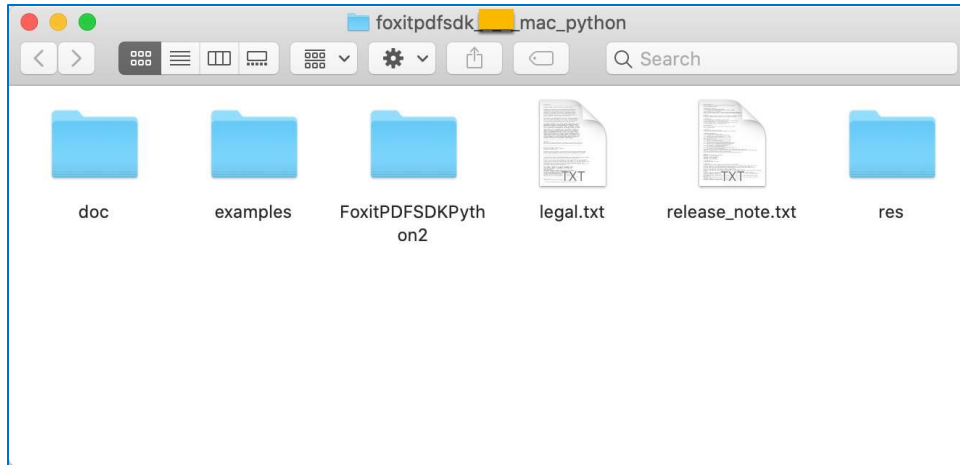 foxitpdfsdk_ _mac_python
Search
TXT
TXT
doc
examples
FoxitPDFSDKPyth
on2
legal.txt
release_note.txt
res